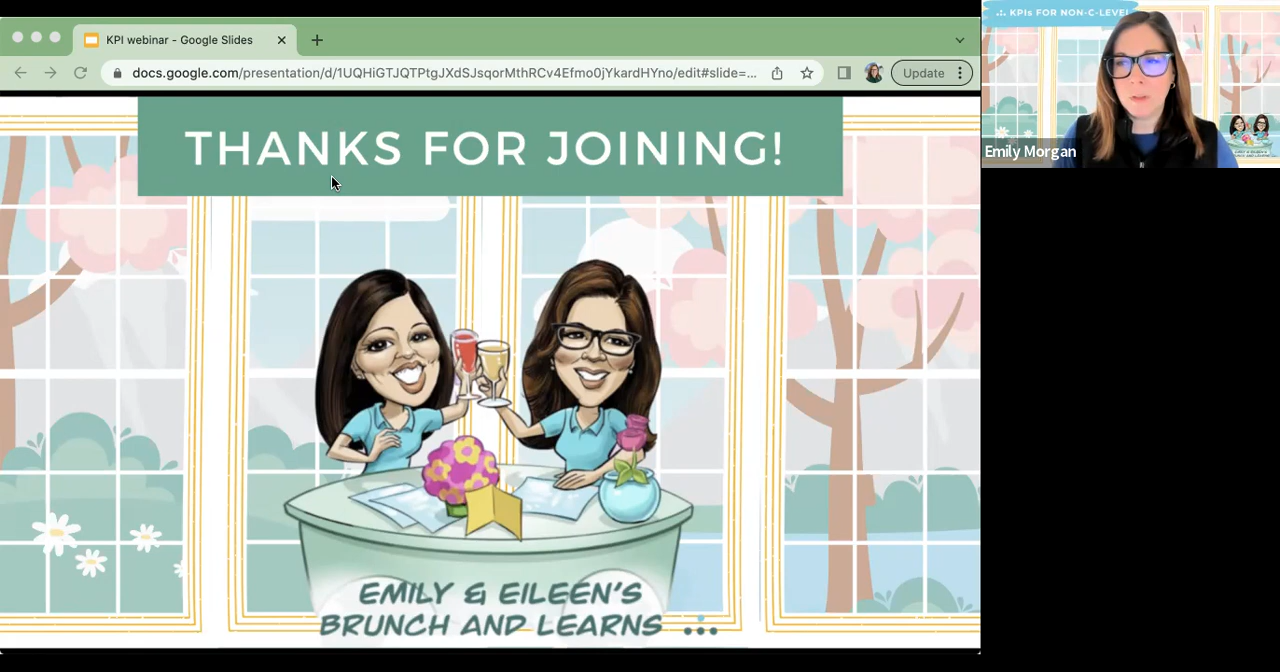 KPI webinar - Google Slides
docs.google.com/presentation/d/1UQHiGTJQTPtgJXdSJsqorMthRCv4Efmo0jYkardHYno/edit#slide=...
Update
THANKS FOR JOINING!
EMILY & EILEEN'S
BRUNCH AND LEARNS
KPIs FOR NON-C-LEVEL
Emily Morgan